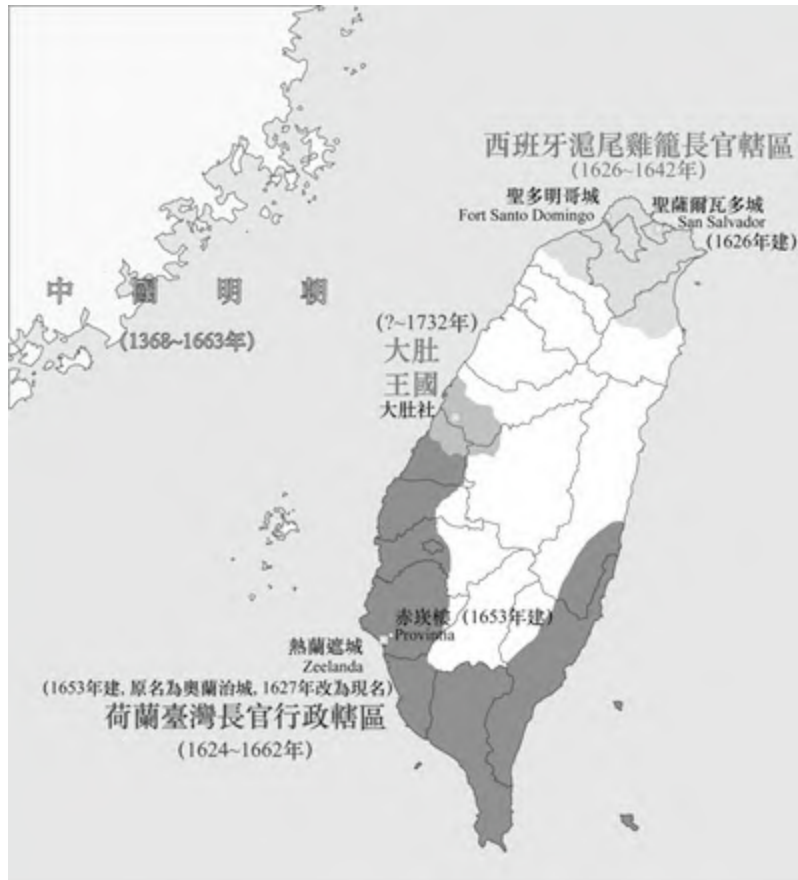 西班牙滬尾雞籠長官轄區
(1626~1642年)
聖多明哥城
Fort Santo Domingo
聖薩爾瓦多城
San Salvador
(1626年建)
中國明朝
(1368~1663年)
(?~1732年)
大肚
王國
大肚社
赤崁樓 (1653年建)
Provintia
熱蘭遮城
Zeelanda
(1653年建, 原名為奧蘭治城, 1627年改為現名)
荷蘭臺灣長官行政轄區
(1624~1662年)